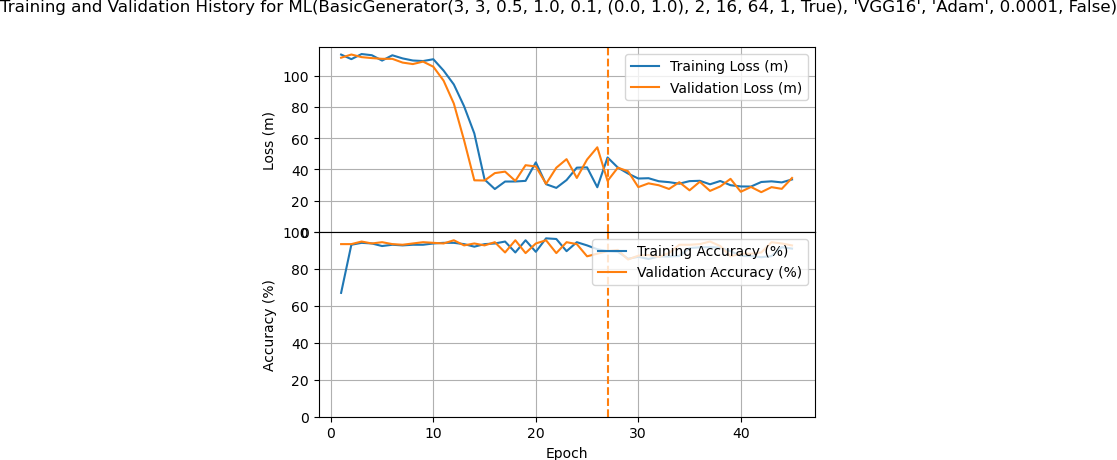 Training and Validation History for ML(BasicGenerator(3, 3, 0.5, 1.0, 0.1, (0.0, 1.0), 2, 16, 64, 1, True), 'VGG16', 'Adam', 0.0001, False)
Training Loss (m)
Validation Loss (m)
Loss (m)
100
80
60
40
20
0
Training Accuracy (%)
Validation Accuracy (%)
Accuracy (%)
100
80
60
40
20
0
0 10 20 30 40
Epoch